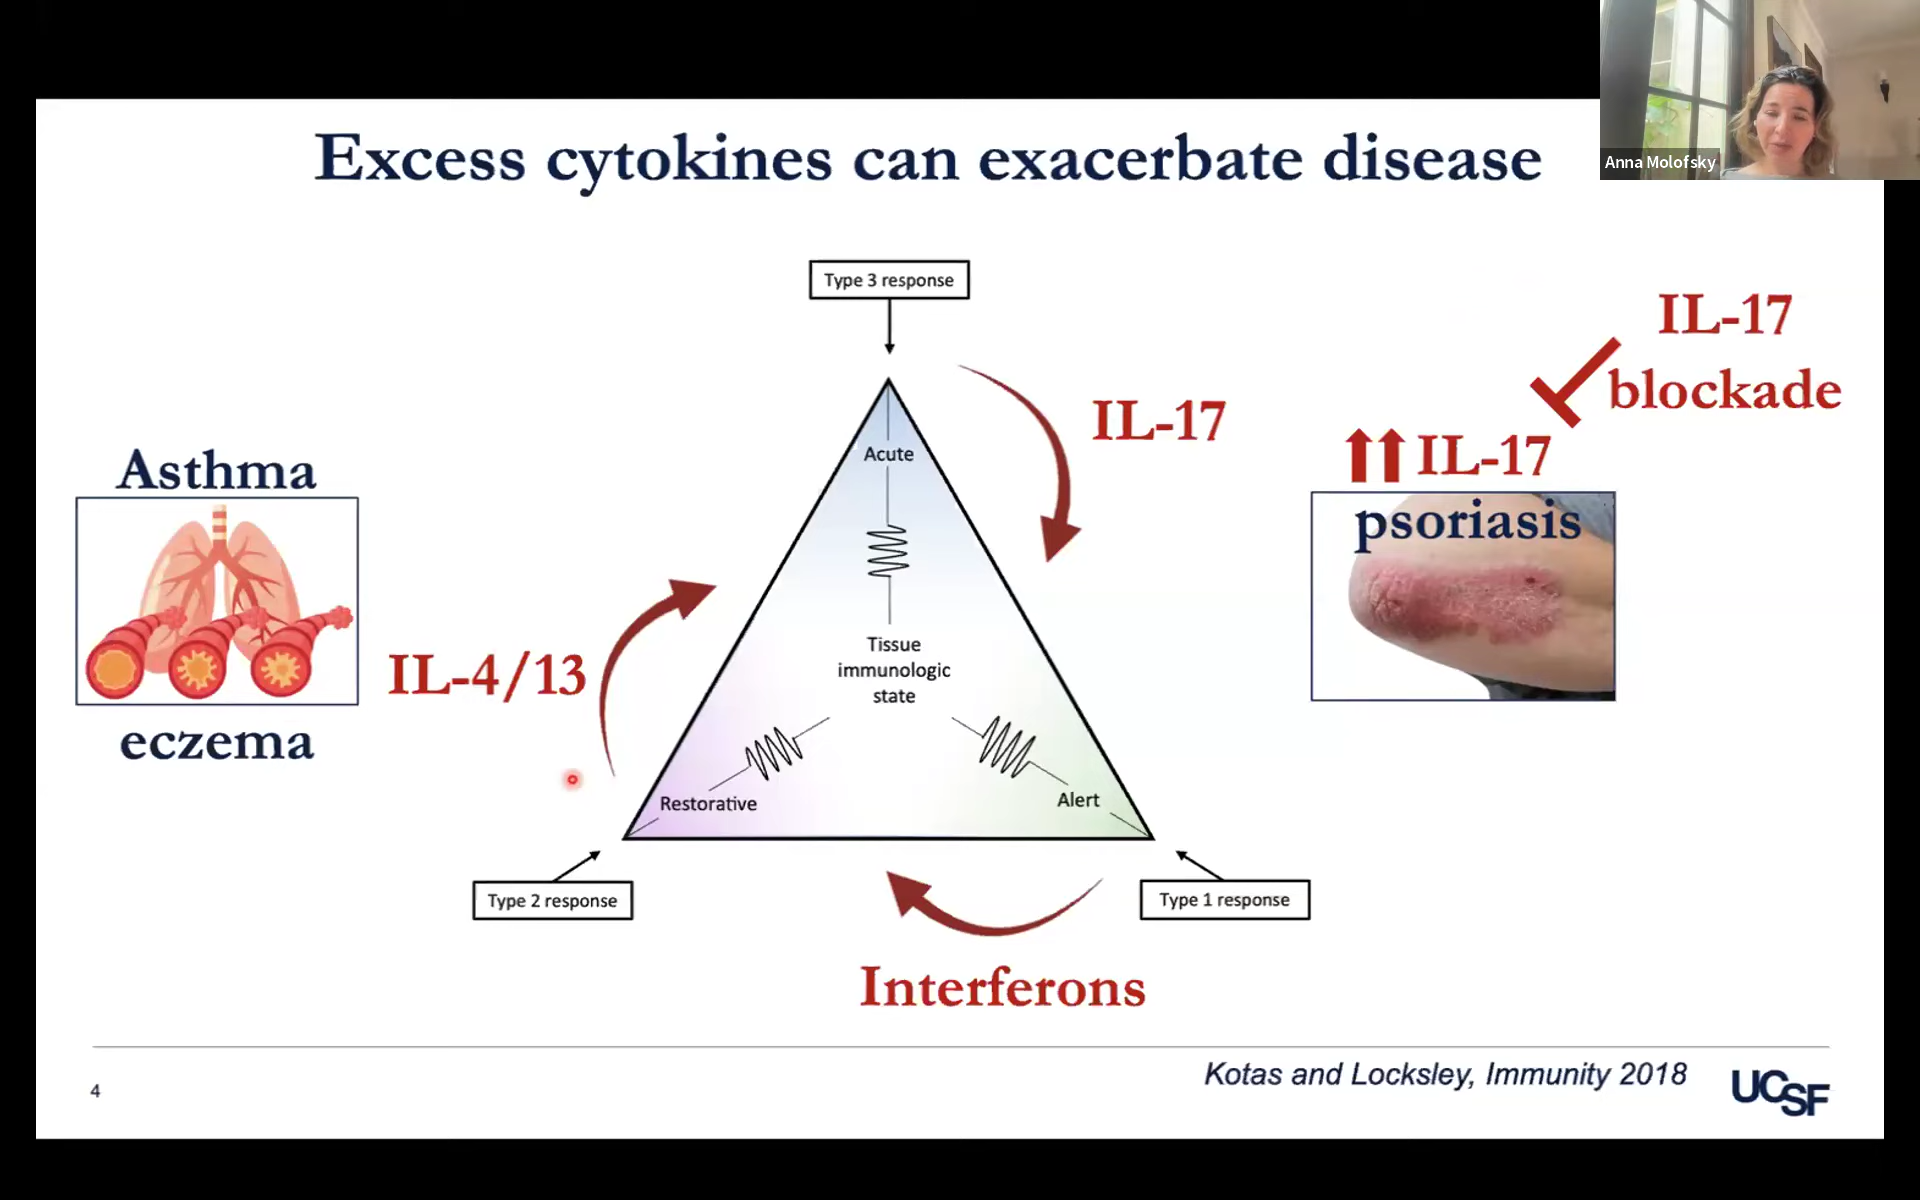 Excess cytokines can exacerbate disease
Anna Molofsky
Type 3 response
IL-17
IL-17
blockade
IL-17
psoriasis
Asthma
eczema
IL-4/13
Acute
Tissue
immunologic
state
Restorative
Alert
Type 2 response
Type 1 response
Interferons
Kotas and Locksley, Immunity 2018
4
UCSF